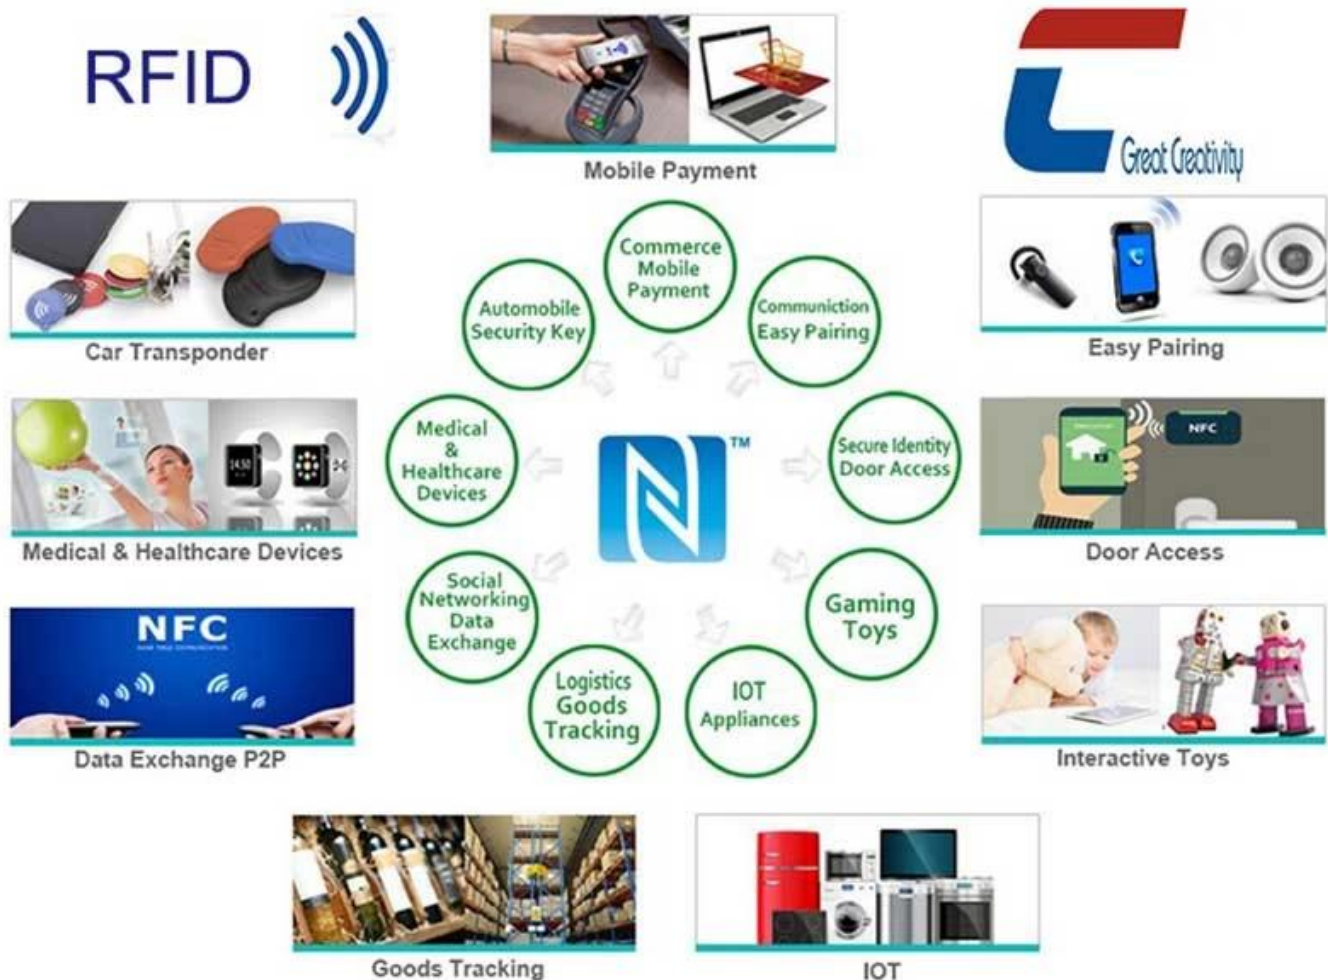 RFID
Mobile Payment
Great Creativity
Car Transponder
Easy Pairing
Commerce
Mobile
Payment
Automobile
Security Key
Communiction
Easy Pairing
Medical
&
Healthcare
Devices
Secure Identity
Door Access
TM
NFC
14.50
Medical & Healthcare Devices
Door Access
Social
Networking
Data
Exchange
Gaming
Toys
NFC
Data Exchange P2P
Logistics
Goods
Tracking
IOT
Appliances
Interactive Toys
Goods Tracking
IOT